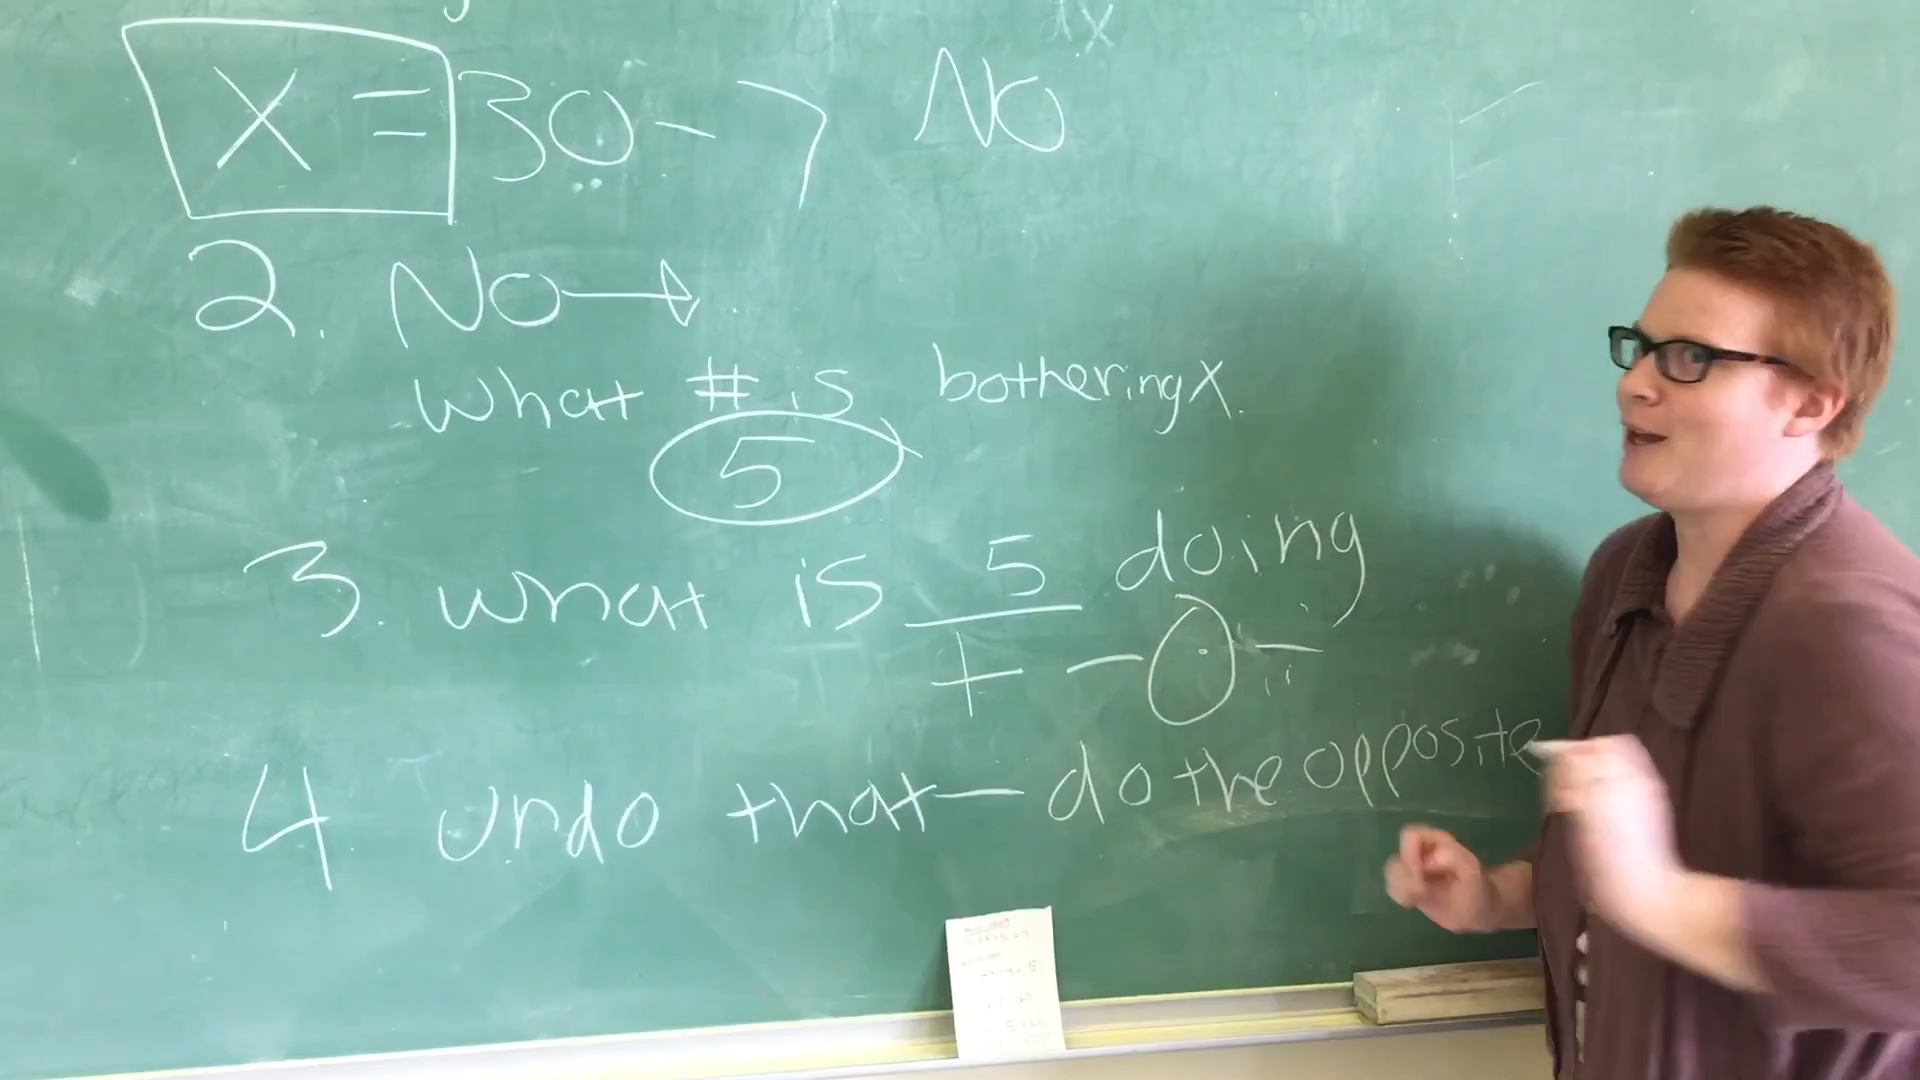 x = 30 - 7 NO
2. NO →
What # is bothering x.
5
3. what is 5 doing
+ - · ÷
4 undo that — do the opposite